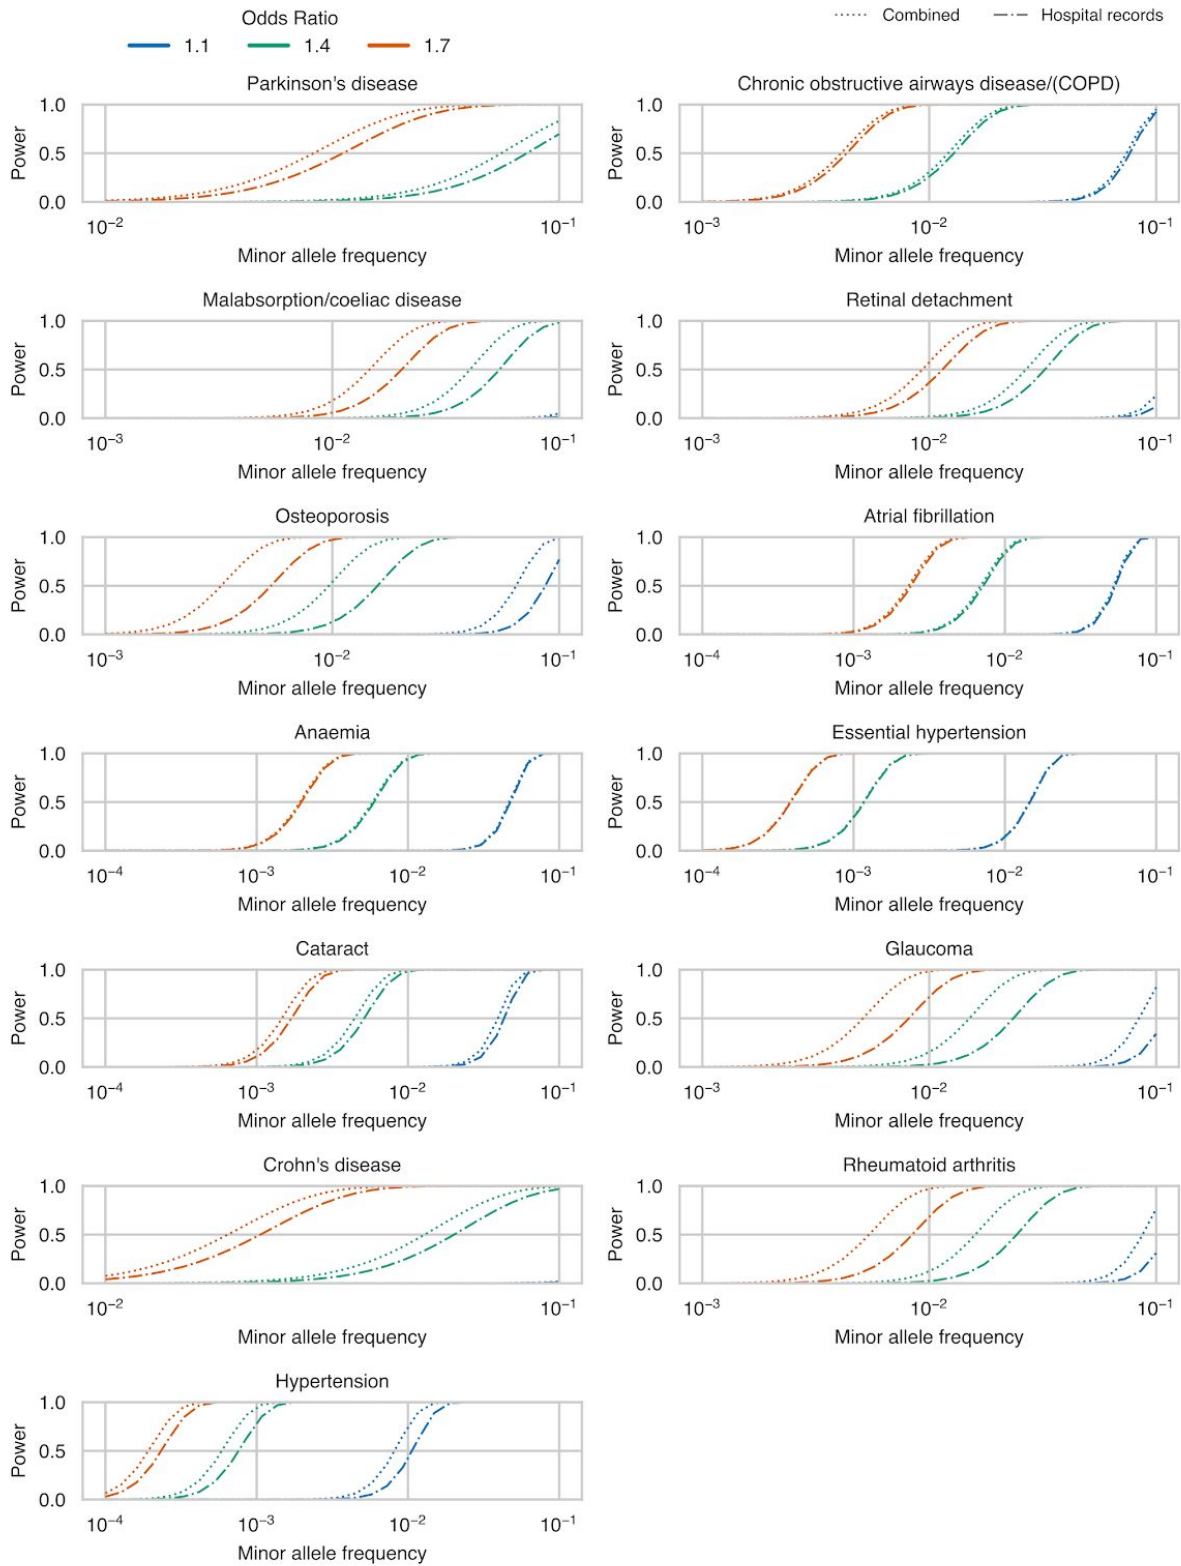 Odds Ratio
1.1 1.4 1.7
Combined Hospital records
Parkinson's disease
Power
1.0
0.5
0.0
10⁻² 10⁻¹
Minor allele frequency
Chronic obstructive airways disease/(COPD)
Power
1.0
0.5
0.0
10⁻³ 10⁻² 10⁻¹
Minor allele frequency
Malabsorption/coeliac disease
Power
1.0
0.5
0.0
10⁻³ 10⁻² 10⁻¹
Minor allele frequency
Retinal detachment
Power
1.0
0.5
0.0
10⁻³ 10⁻² 10⁻¹
Minor allele frequency
Osteoporosis
Power
1.0
0.5
0.0
10⁻³ 10⁻² 10⁻¹
Minor allele frequency
Atrial fibrillation
Power
1.0
0.5
0.0
10⁻⁴ 10⁻³ 10⁻² 10⁻¹
Minor allele frequency
Anaemia
Power
1.0
0.5
0.0
10⁻⁴ 10⁻³ 10⁻² 10⁻¹
Minor allele frequency
Essential hypertension
Power
1.0
0.5
0.0
10⁻⁴ 10⁻³ 10⁻² 10⁻¹
Minor allele frequency
Cataract
Power
1.0
0.5
0.0
10⁻⁴ 10⁻³ 10⁻² 10⁻¹
Minor allele frequency
Glaucoma
Power
1.0
0.5
0.0
10⁻³ 10⁻² 10⁻¹
Minor allele frequency
Crohn's disease
Power
1.0
0.5
0.0
10⁻² 10⁻¹
Minor allele frequency
Rheumatoid arthritis
Power
1.0
0.5
0.0
10⁻³ 10⁻² 10⁻¹
Minor allele frequency
Hypertension
Power
1.0
0.5
0.0
10⁻⁴ 10⁻³ 10⁻² 10⁻¹
Minor allele frequency